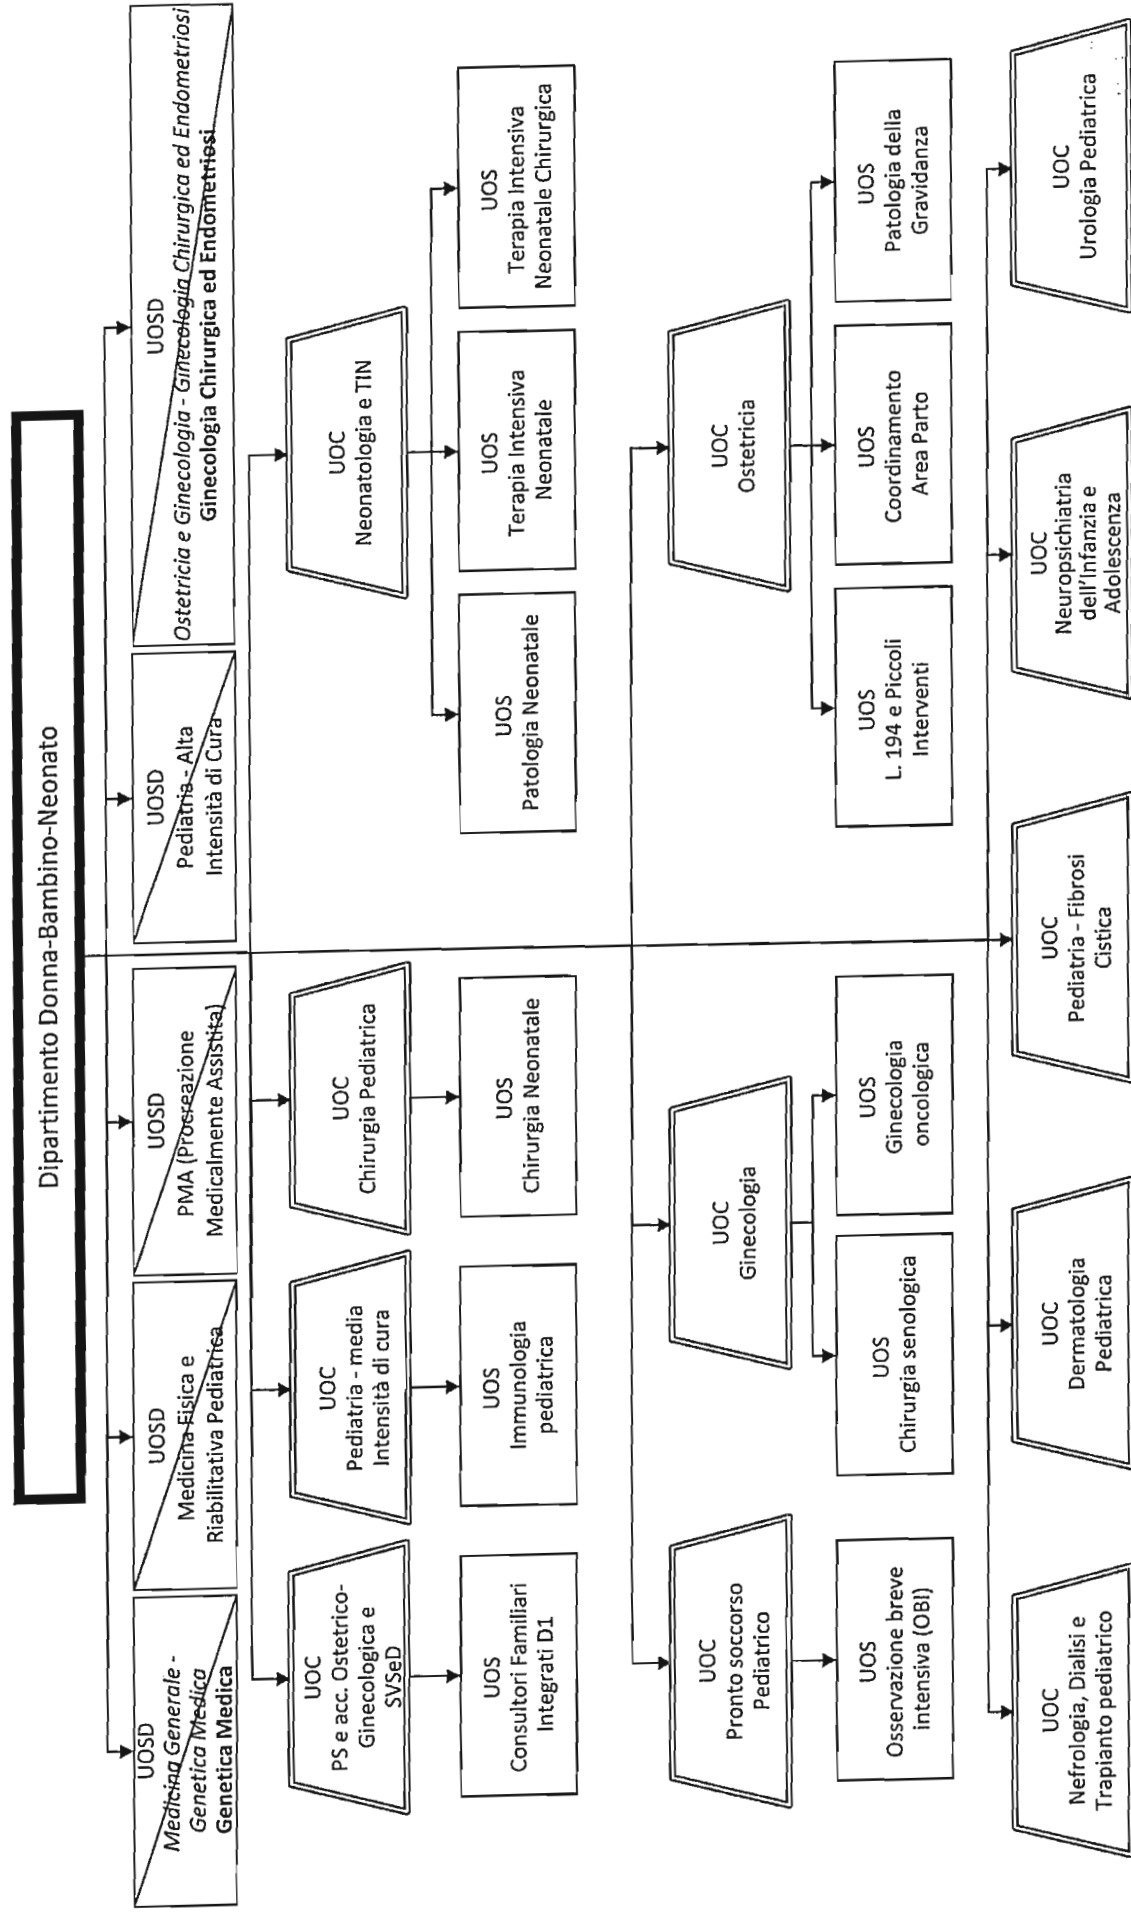 Dipartimento Donna-Bambino-Neonato
UOSD
Medicina Generale -
Genetica Medica
Genetica Medica
UOSD
Medicina Fisica e
Riabilitativa Pediatrica
UOSD
PMA (Procreazione
Medicalmente Assistita)
UOSD
Pediatria - Alta
Intensità di Cura
UOSD
Ostetricia e Ginecologia - Ginecologia Chirurgica ed Endometriosi
Ginecologia Chirurgica ed Endometriosi
UOC
PS e acc. Ostetrico-
Ginecologica e
SVSeD
UOC
Pediatria - media
Intensità di cura
UOC
Chirurgia Pediatrica
UOC
Neonatologia e TIN
UOS
Consultori Familiari
Integrati D1
UOS
Immunologia
pediatrica
UOS
Chirurgia Neonatale
UOS
Patologia Neonatale
UOS
Terapia Intensiva
Neonatale
UOS
Terapia Intensiva
Neonatale Chirurgica
UOC
Pronto soccorso
Pediatrico
UOC
Ginecologia
UOC
Ostetricia
UOS
Osservazione breve
intensiva (OBI)
UOS
Chirurgia senologica
UOS
Ginecologia
oncologica
UOS
L. 194 e Piccoli
Interventi
UOS
Coordinamento
Area Parto
UOS
Patologia della
Gravidanza
UOC
Nefrologia, Dialisi e
Trapianto pediatrico
UOC
Dermatologia
Pediatrica
UOC
Pediatria - Fibrosi
Cistica
UOC
Neuropsichiatria
dell'Infanzia e
Adolescenza
UOC
Urologia Pediatrica